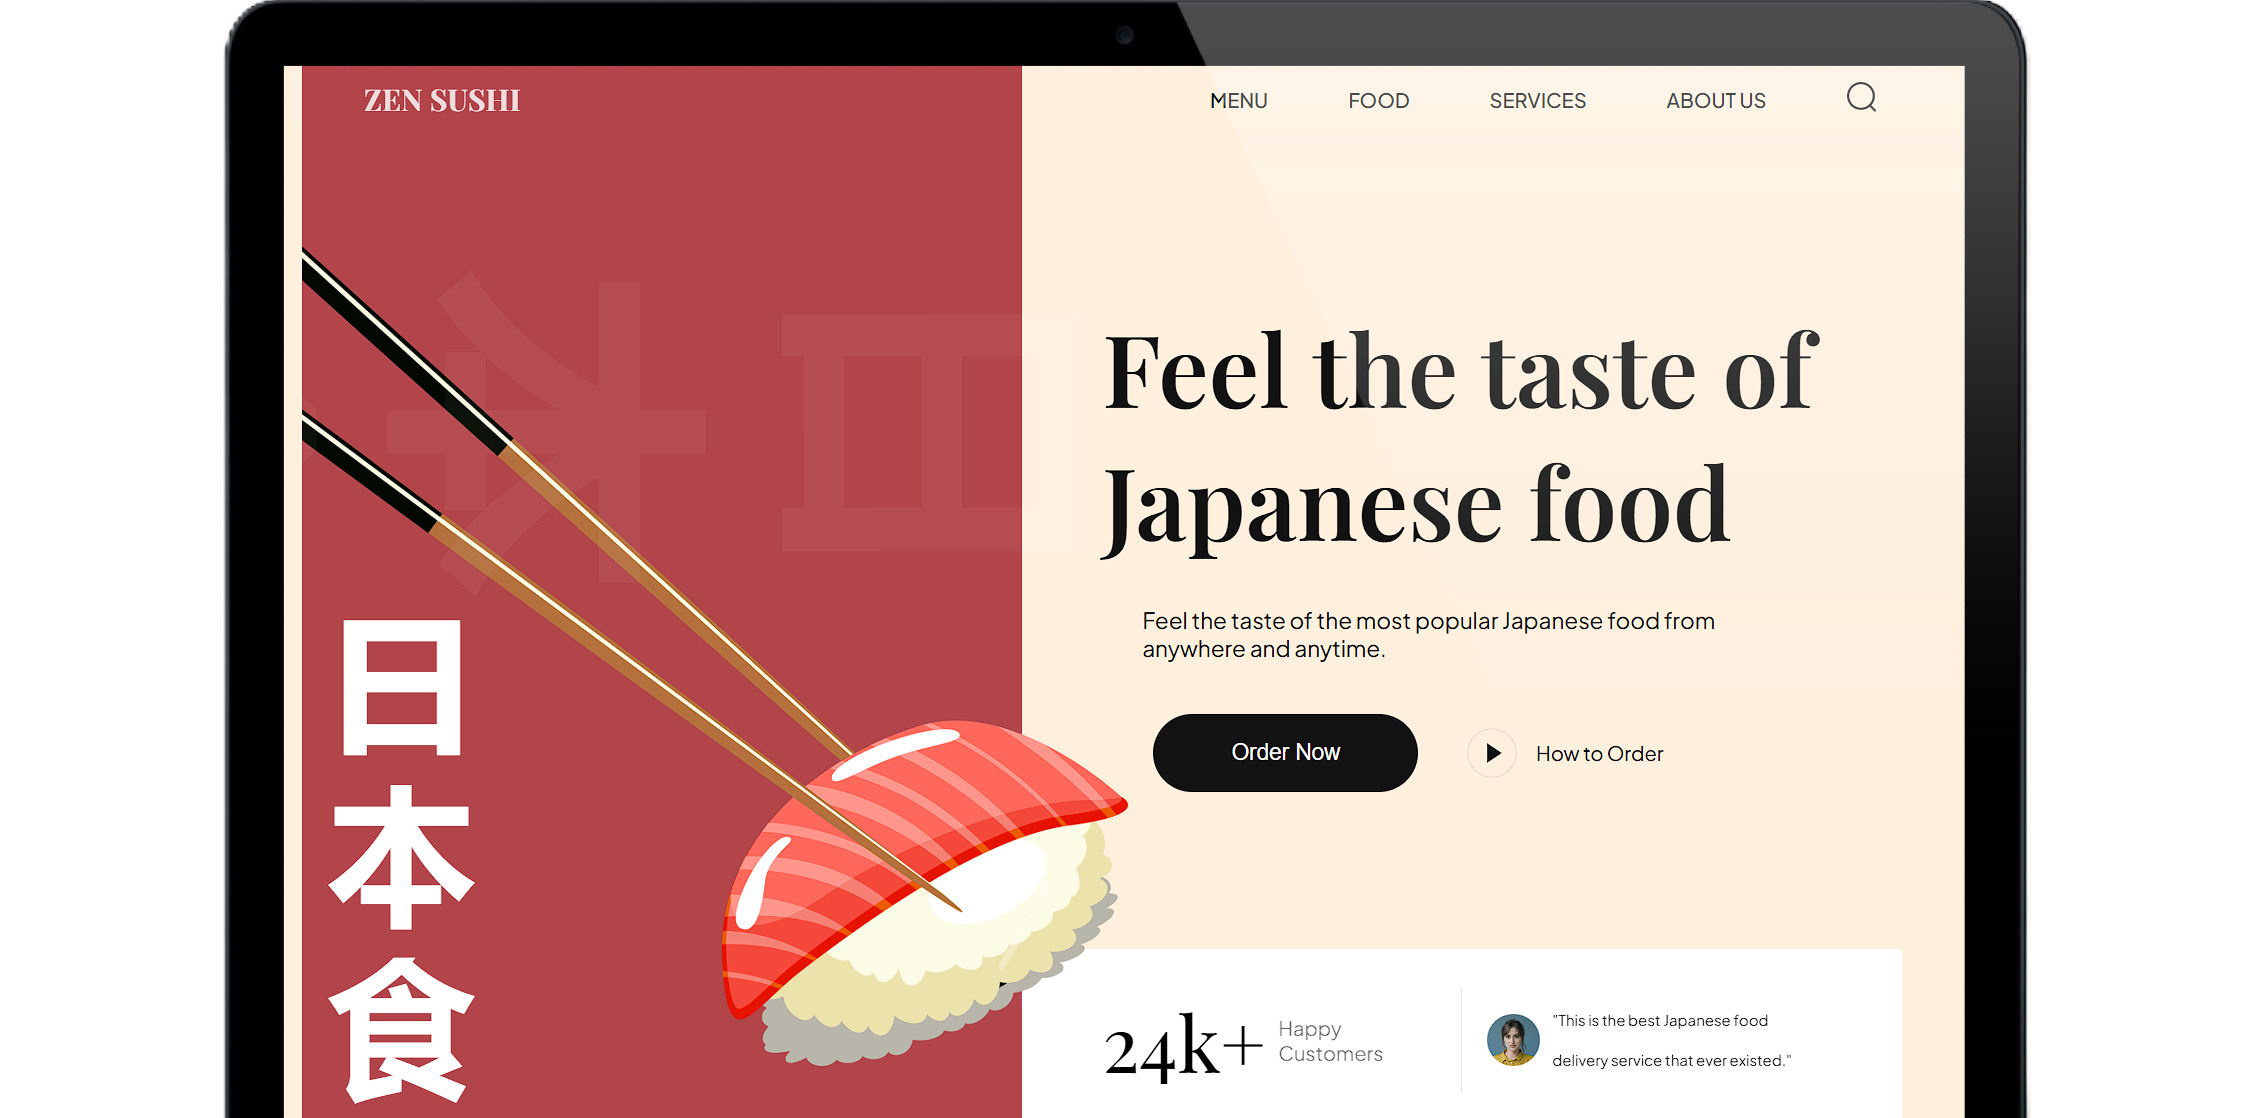 ZEN SUSHI
MENU FOOD SERVICES ABOUT US
Feel the taste of
Japanese food
Feel the taste of the most popular Japanese food from
anywhere and anytime.
Order Now
How to Order
日
本
食
24k+
Happy
Customers
"This is the best Japanese food
delivery service that ever existed."